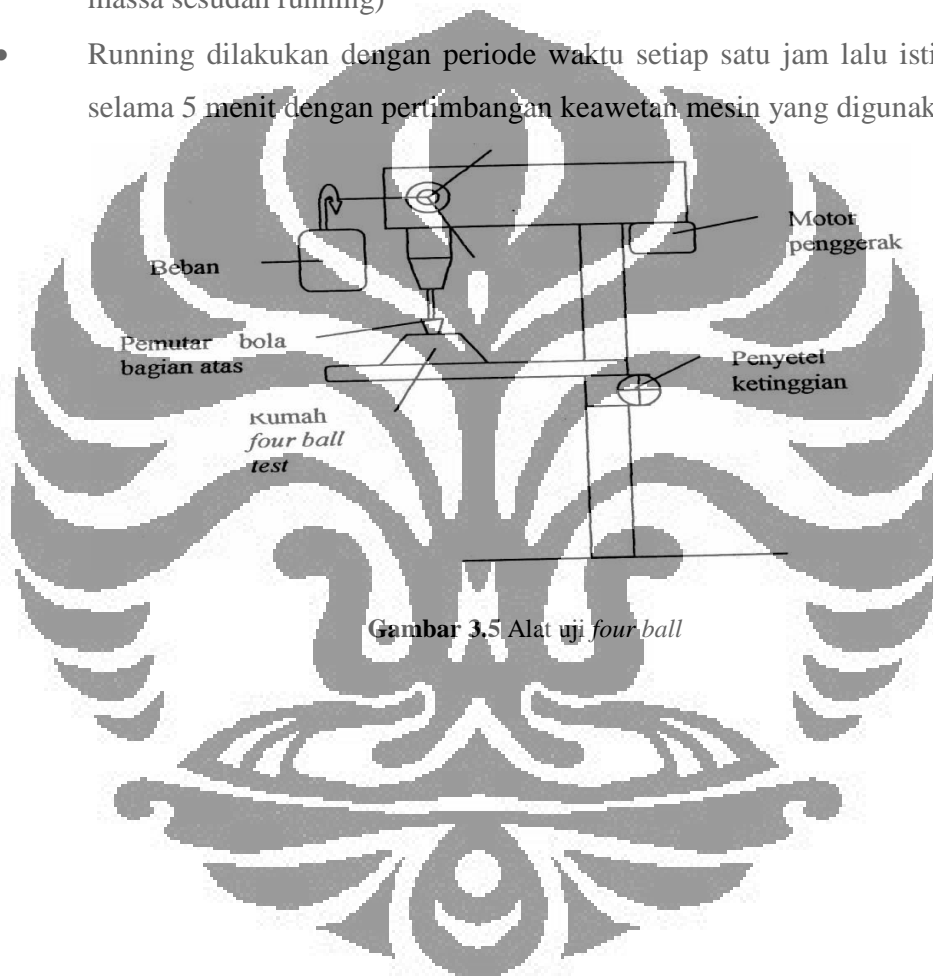 massa sesudah running)
• Running dilakukan dengan periode waktu setiap satu jam lalu isti
selama 5 menit dengan pertimbangan keawetan mesin yang digunak
Motor
penggerak
Beban
Pemutar bola
bagian atas
Penyetel
ketinggian
Rumah
four ball
test
Gambar 3.5 Alat uji four ball